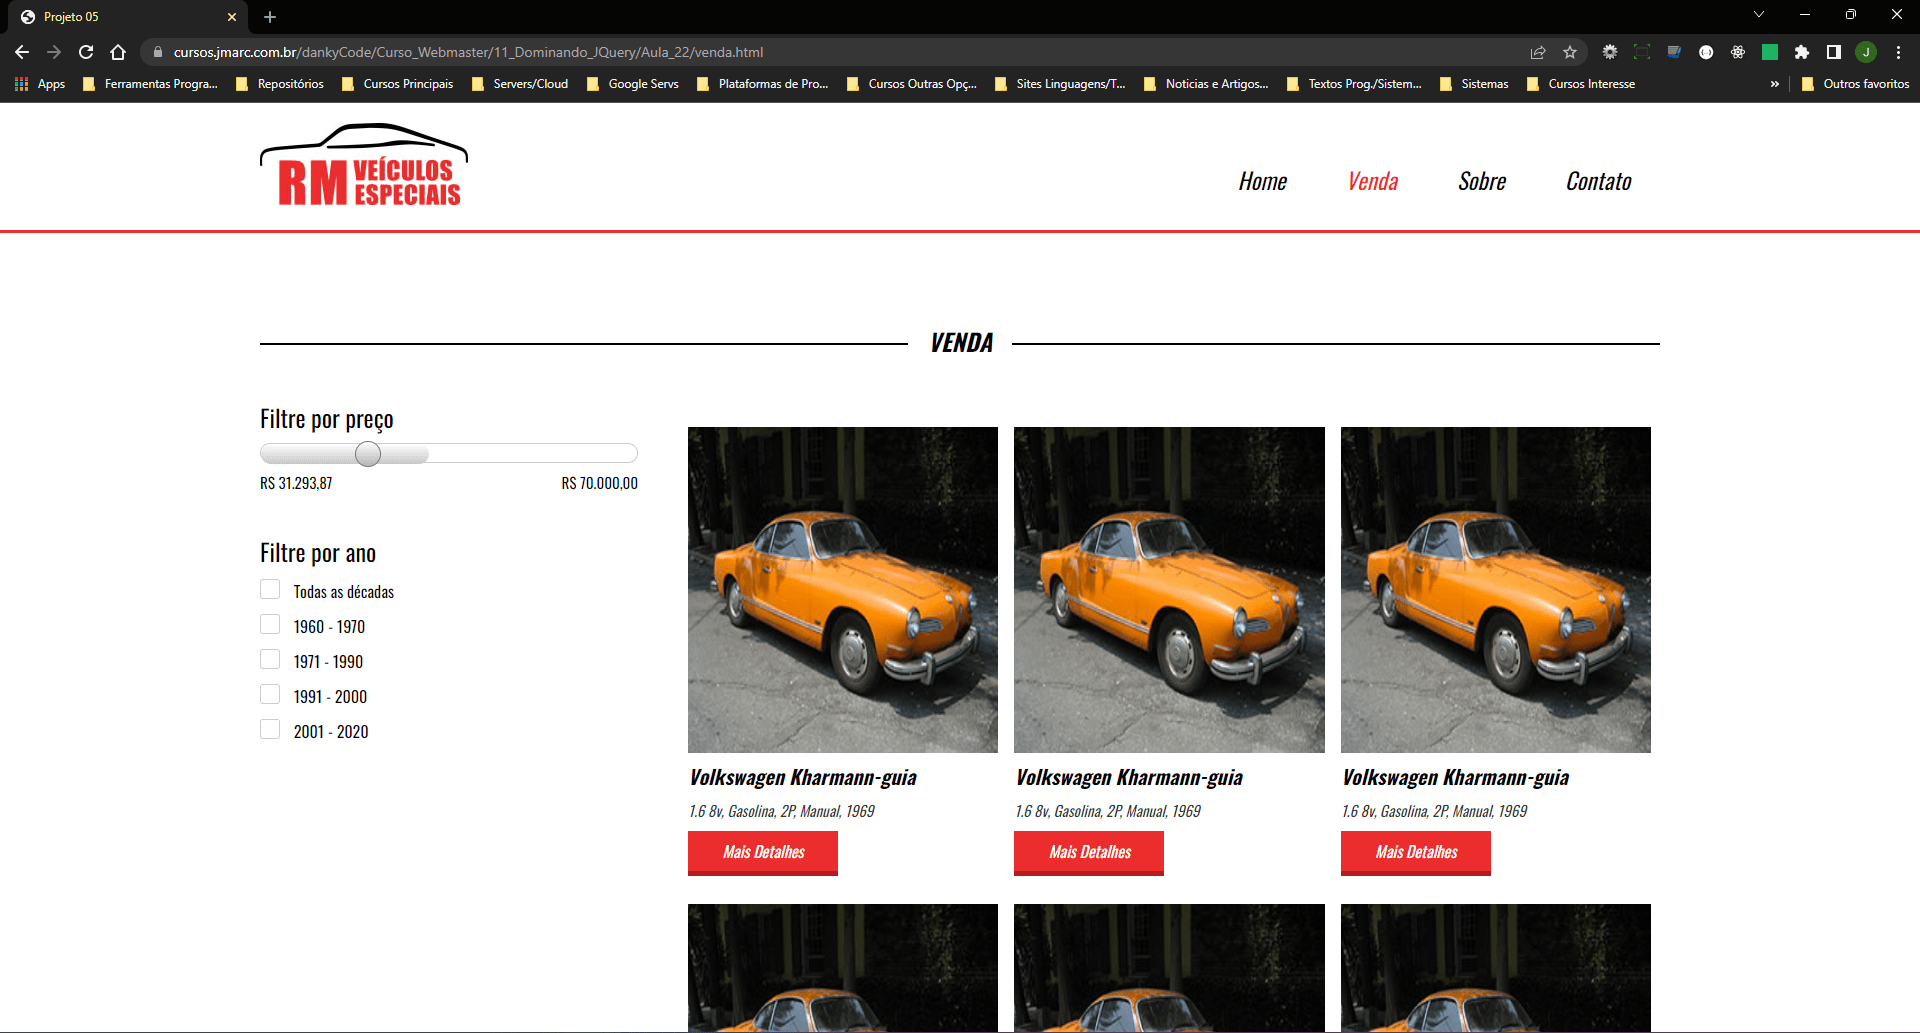 Projeto 05
cursos.jmarc.com.br/dankyCode/Curso_Webmaster/11_Dominando_JQuery/Aula_22/venda.html
J
Apps Ferramentas Progra... Repositórios Cursos Principais Servers/Cloud Google Servs Plataformas de Pro... Cursos Outras Opç... Sites Linguagens/T... Noticias e Artigos... Textos Prog./Sistem... Sistemas Cursos Interesse » Outros favoritos
RM VEÍCULOS
ESPECIAIS
Home Venda Sobre Contato
VENDA
Filtre por preço
RS 31.293,87 RS 70.000,00
Filtre por ano
Todas as décadas
1960 - 1970
1971 - 1990
1991 - 2000
2001 - 2020
Volkswagen Kharmann-guia Volkswagen Kharmann-guia Volkswagen Kharmann-guia
1.6 8v, Gasolina, 2P, Manual, 1969 1.6 8v, Gasolina, 2P, Manual, 1969 1.6 8v, Gasolina, 2P, Manual, 1969
Mais Detalhes Mais Detalhes Mais Detalhes